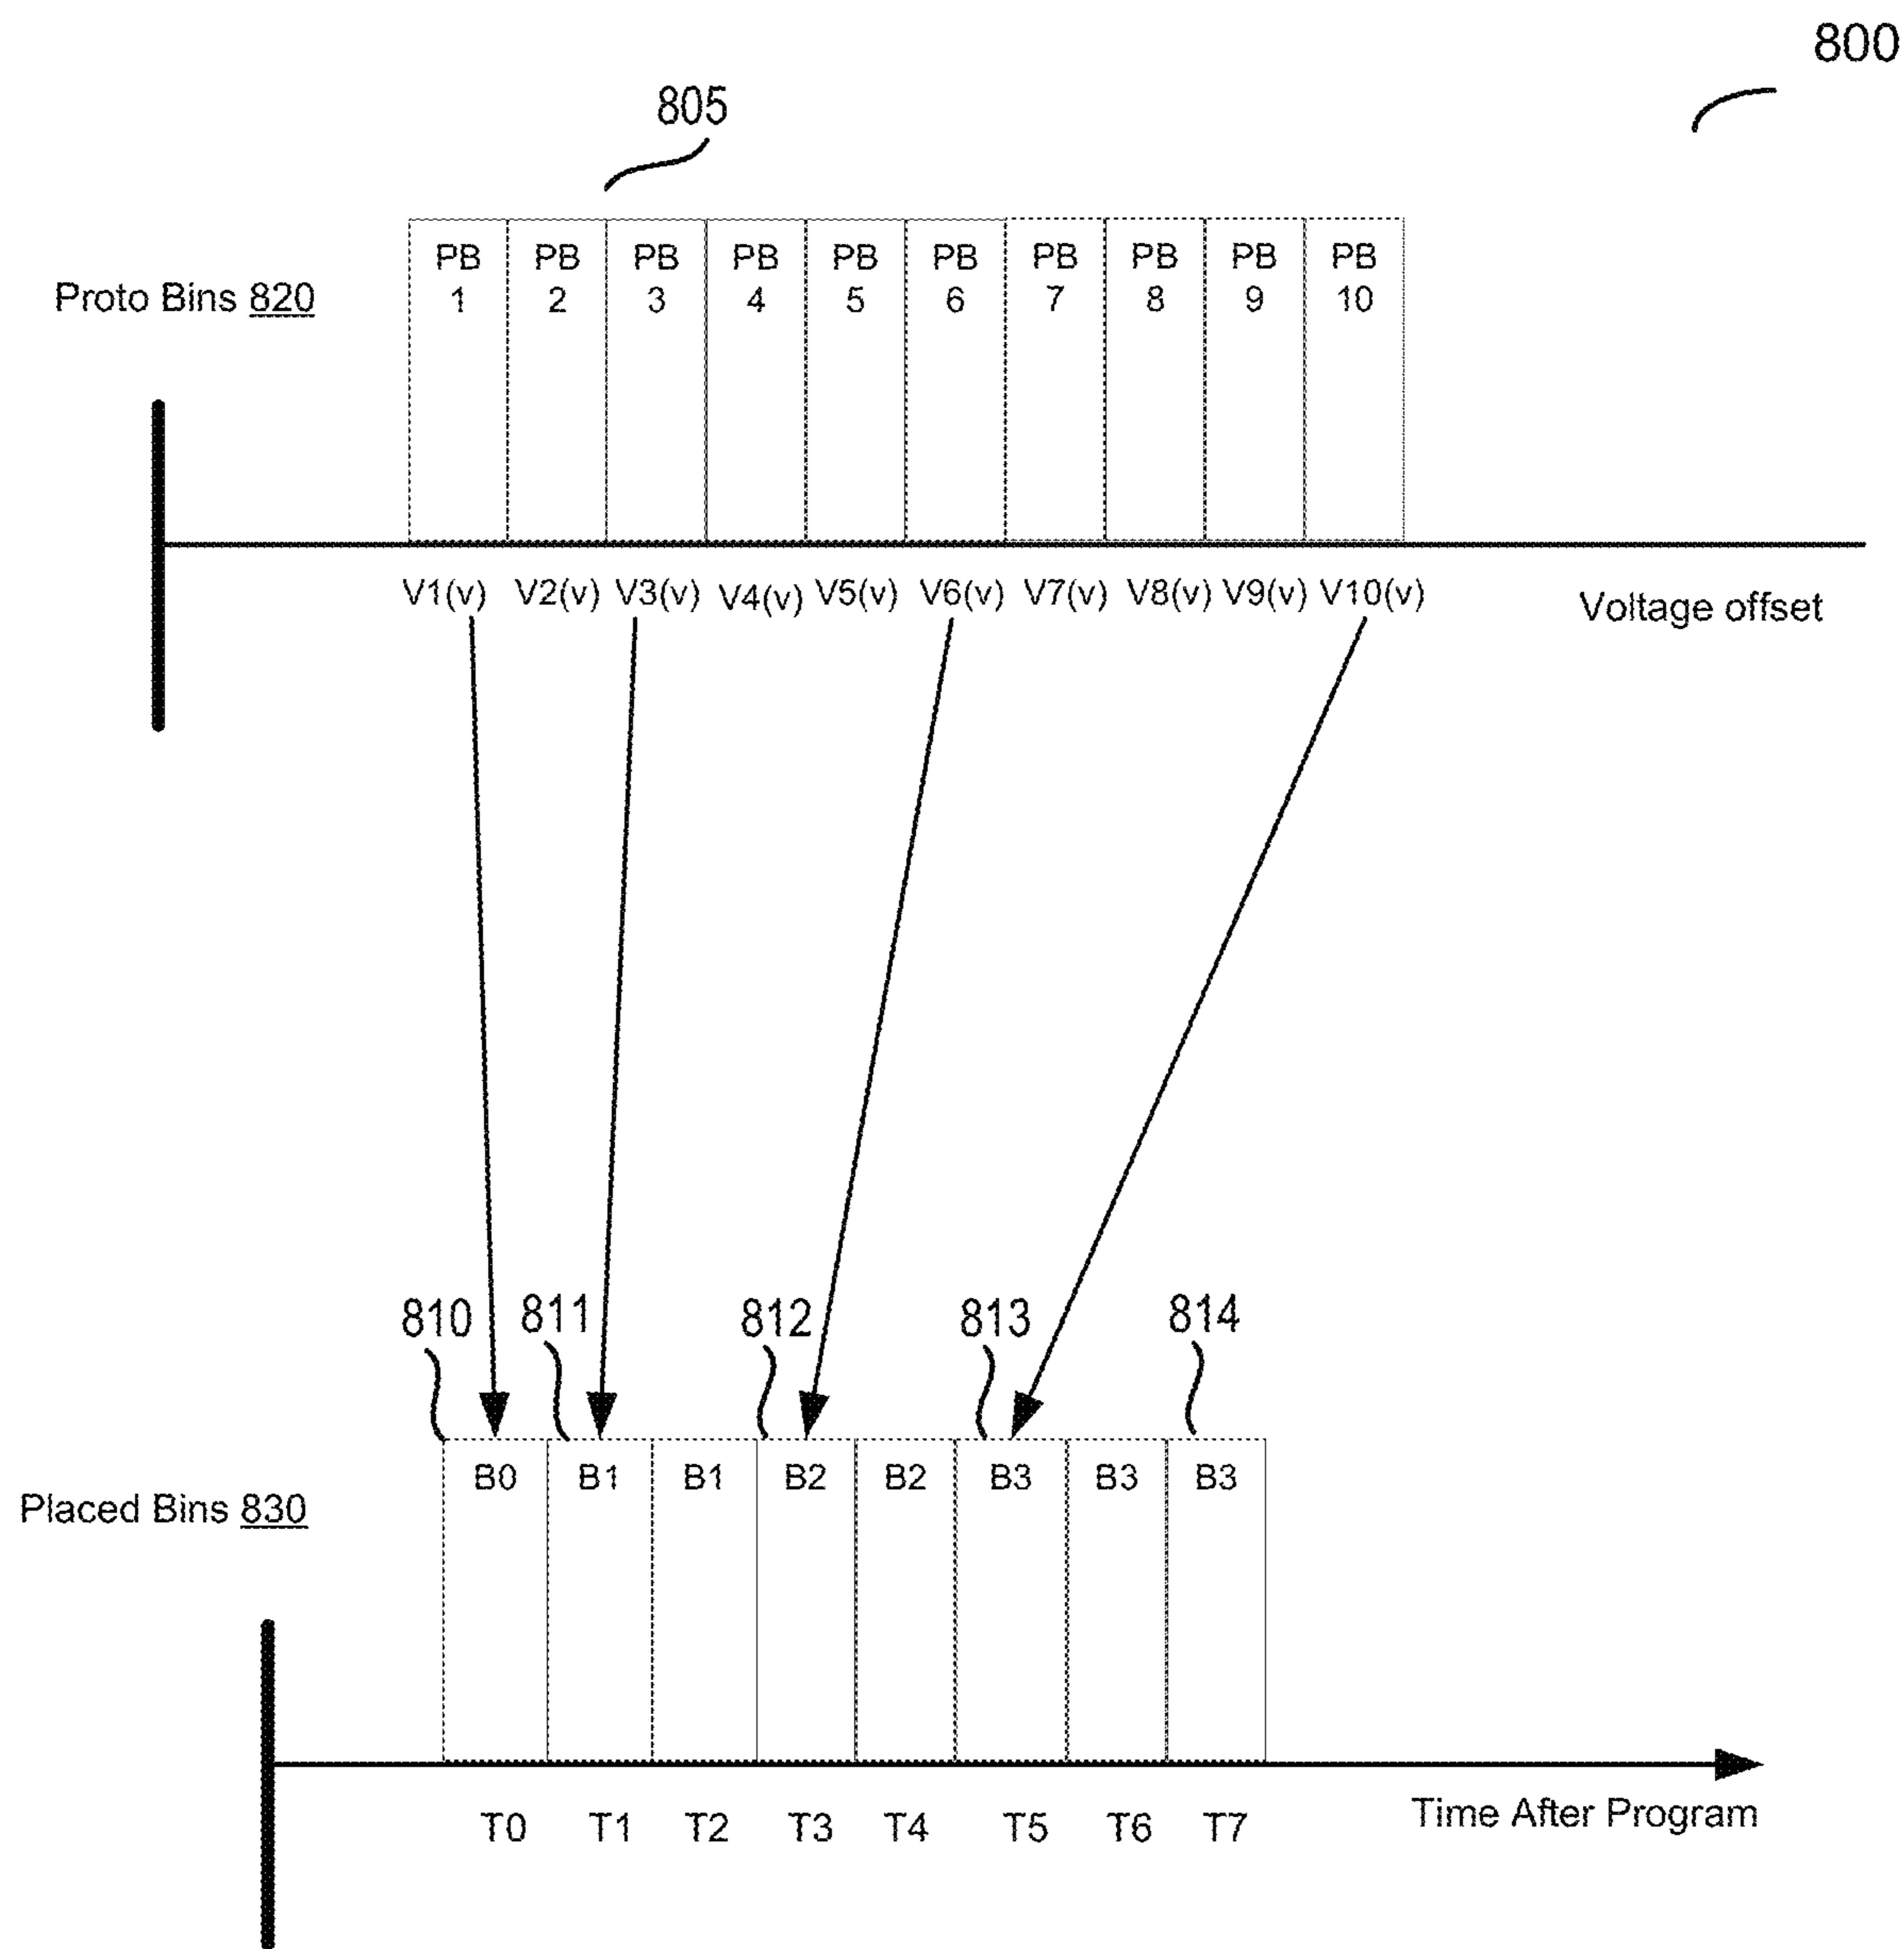 800
805
PB 1 PB 2 PB 3 PB 4 PB 5 PB 6 PB 7 PB 8 PB 9 PB 10
Proto Bins 820
V1(v) V2(v) V3(v) V4(v) V5(v) V6(v) V7(v) V8(v) V9(v) V10(v)
Voltage offset
810 811 812 813 814
B0 B1 B1 B2 B2 B3 B3 B3
Placed Bins 830
T0 T1 T2 T3 T4 T5 T6 T7
Time After Program